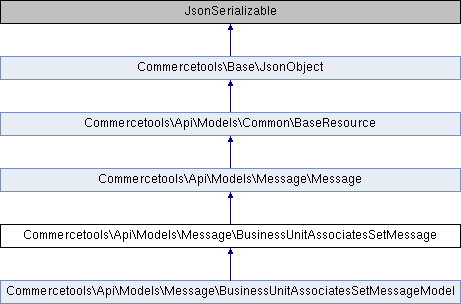 JsonSerializable
Commercetools\Base\JsonObject
Commercetools\Api\Models\Common\BaseResource
Commercetools\Api\Models\Message\Message
Commercetools\Api\Models\Message\BusinessUnitAssociatesSetMessage
Commercetools\Api\Models\Message\BusinessUnitAssociatesSetMessageModel